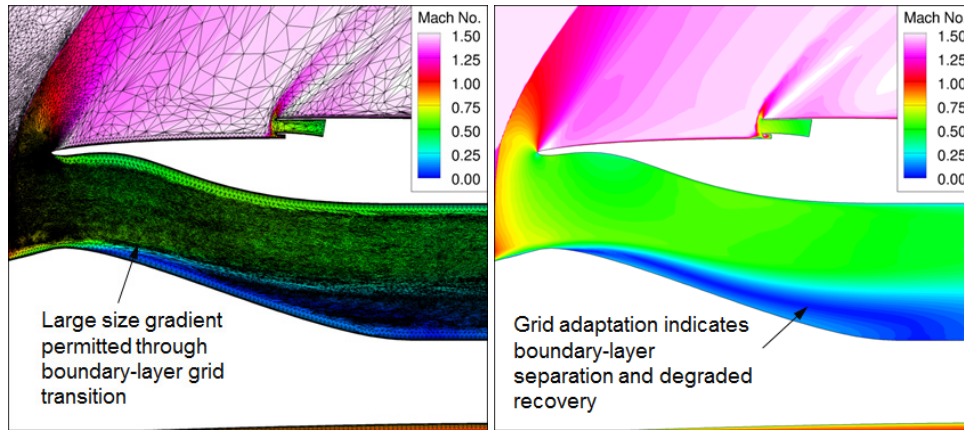 Mach No.
1.50
1.25
1.00
0.75
0.50
0.25
0.00
Large size gradient
permitted through
boundary-layer grid
transition
Mach No.
1.50
1.25
1.00
0.75
0.50
0.25
0.00
Grid adaptation indicates
boundary-layer
separation and degraded
recovery